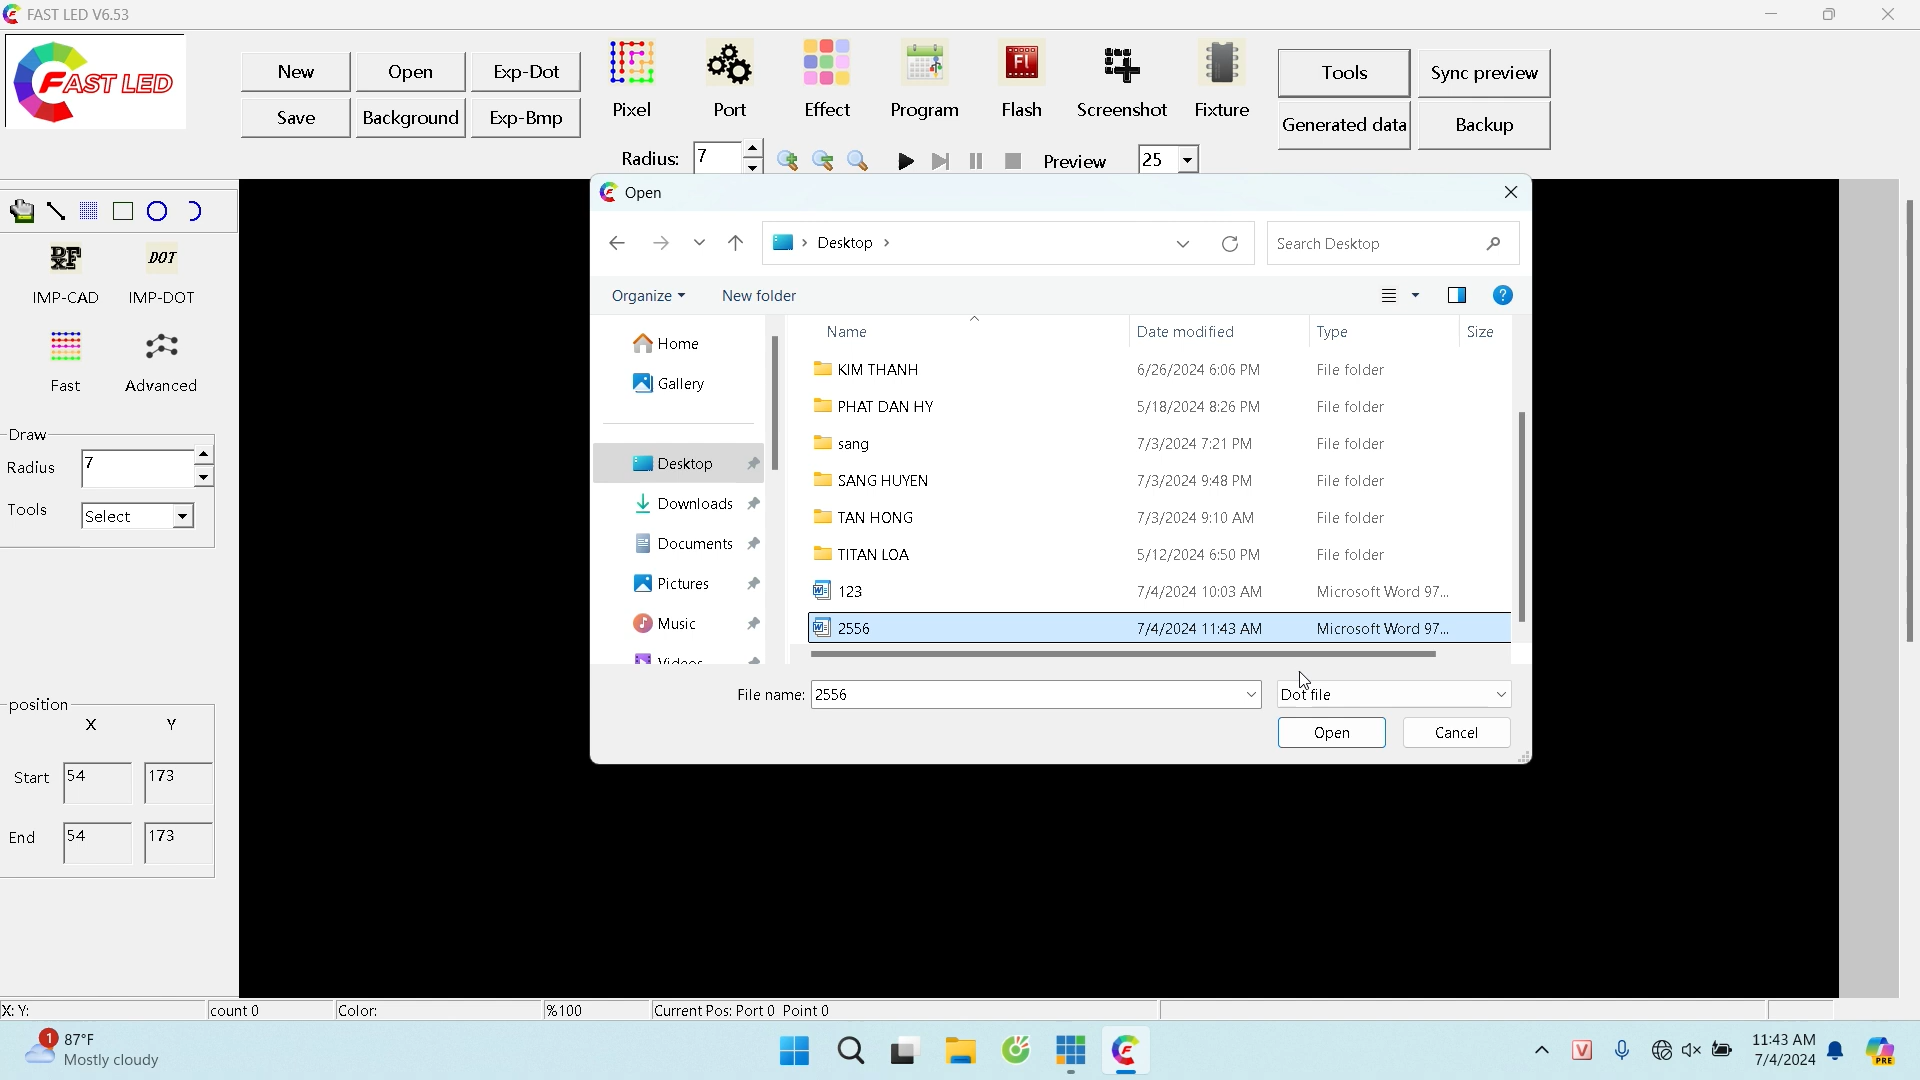 FAST LED V6.53
FAST LED
New
Open
Exp-Dot
Save
Background
Exp-Bmp
Pixel
Port
Effect
Program
Flash
Screenshot
Fixture
Tools
Sync preview
Generated data
Backup
Radius: 7
Preview 25
DXF
DOT
IMP-CAD
IMP-DOT
Fast
Advanced
Draw
Radius 7
Tools Select
position
X Y
Start 54 173
End 54 173
Open
Desktop
Search Desktop
Organize
New folder
Home
Gallery
Desktop
Downloads
Documents
Pictures
Music
Videos
Name Date modified Type Size
KIM THANH 6/26/2024 6:06 PM File folder
PHAT DAN HY 5/18/2024 8:26 PM File folder
sang 7/3/2024 7:21 PM File folder
SANG HUYEN 7/3/2024 9:48 PM File folder
TAN HONG 7/3/2024 9:10 AM File folder
TITAN LOA 5/12/2024 6:50 PM File folder
123 7/4/2024 10:03 AM Microsoft Word 97...
2556 7/4/2024 11:43 AM Microsoft Word 97...
File name: 2556
Dot file
Open
Cancel
X: Y:
count 0
Color:
%100
Current Pos: Port 0 Point 0
1
87°F
Mostly cloudy
V
11:43 AM
7/4/2024
PRE